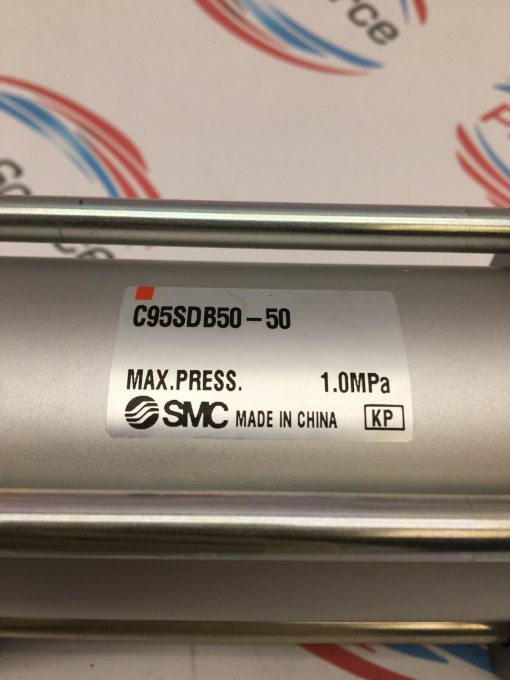 C95SDB50-50
MAX.PRESS. 1.0MPa
SMC MADE IN CHINA KP